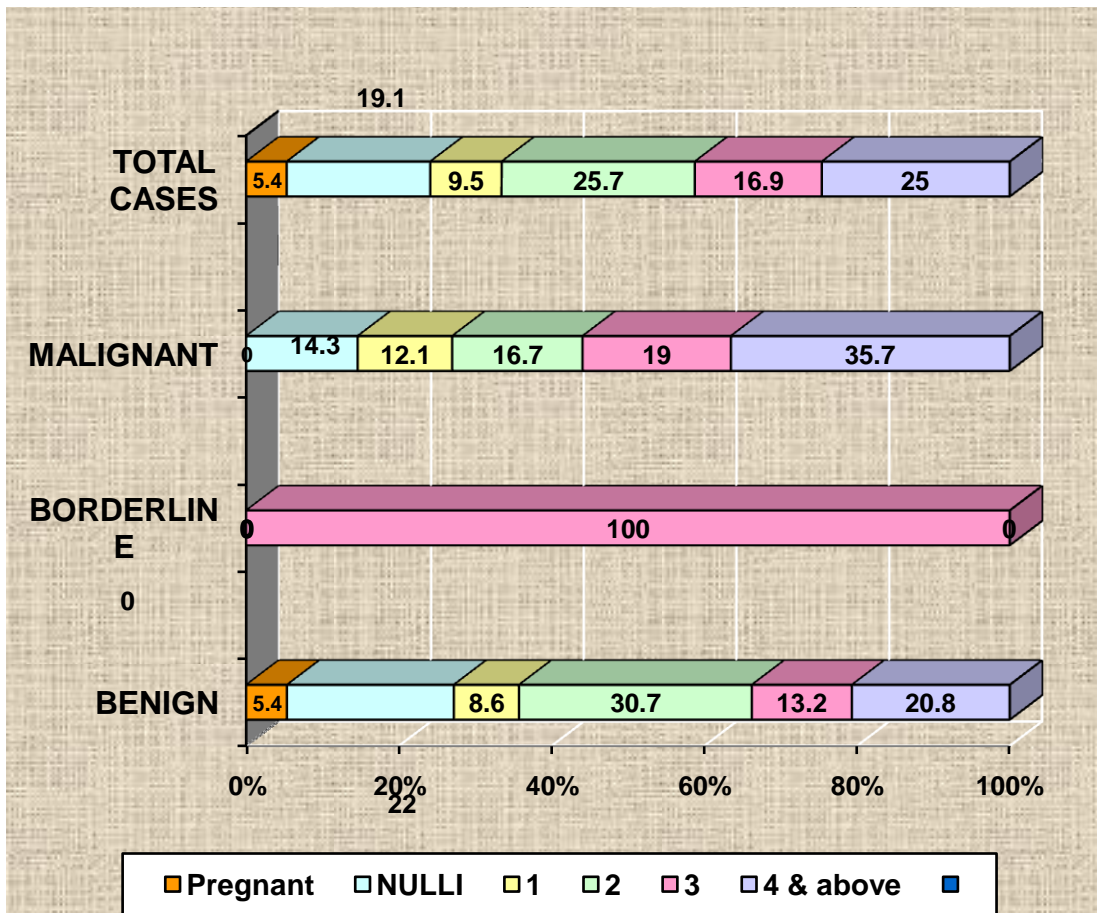 19.1
TOTAL
CASES
5.4 9.5 25.7 16.9 25
MALIGNANT
0 14.3 12.1 16.7 19 35.7
BORDERLIN
E
0 100 0
0
BENIGN
5.4 8.6 30.7 13.2 20.8
0% 20% 40% 60% 80% 100%
22
Pregnant NULLI 1 2 3 4 & above